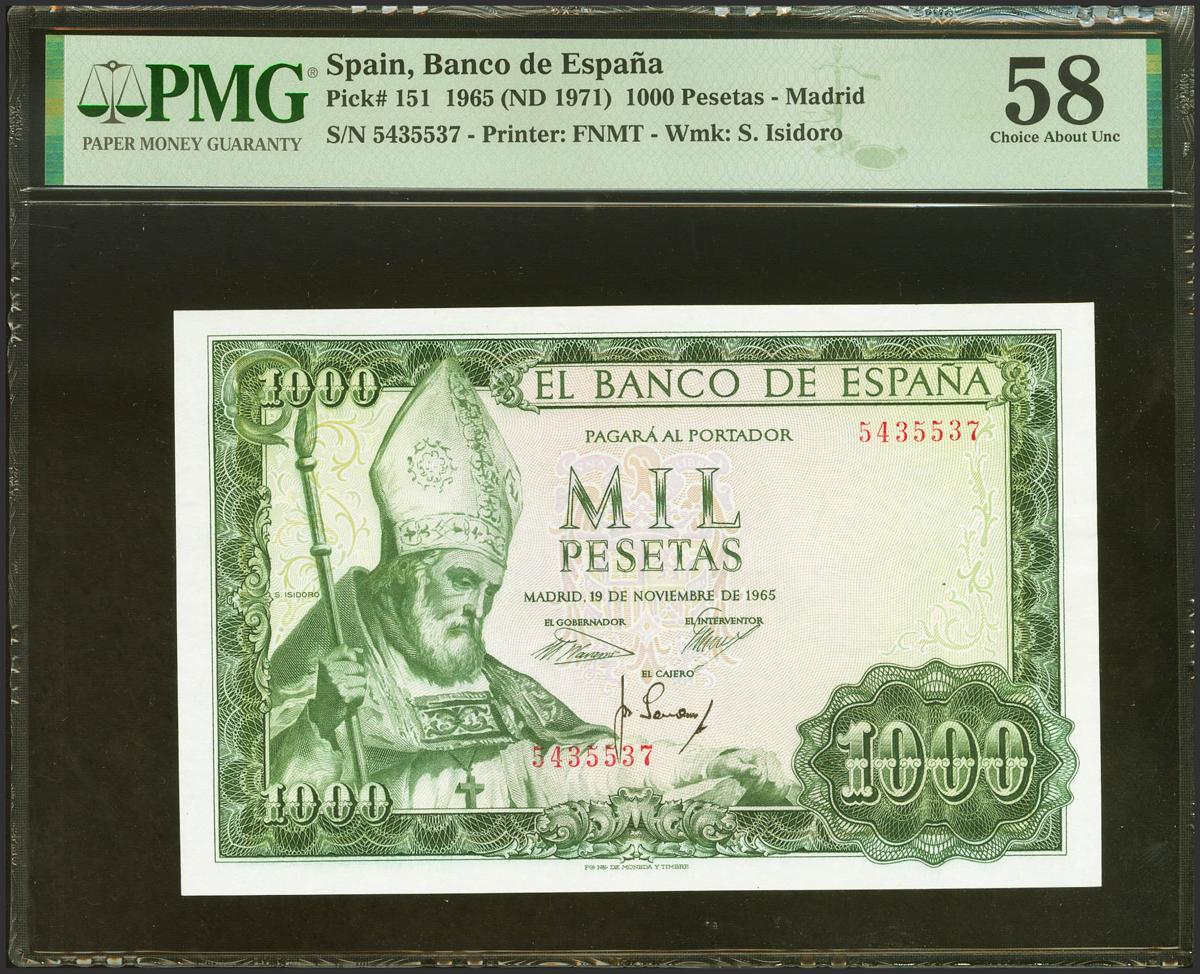 PMG®
PAPER MONEY GUARANTY
Spain, Banco de España
Pick# 151 1965 (ND 1971) 1000 Pesetas - Madrid
S/N 5435537 - Printer: FNMT - Wmk: S. Isidoro
58
Choice About Unc
1000
EL BANCO DE ESPAÑA
PAGARÁ AL PORTADOR
5435537
MIL
PESETAS
S. ISIDORO
MADRID, 19 DE NOVIEMBRE DE 1965
EL GOBERNADOR
EL INTERVENTOR
EL CAJERO
5435537
1000
1000